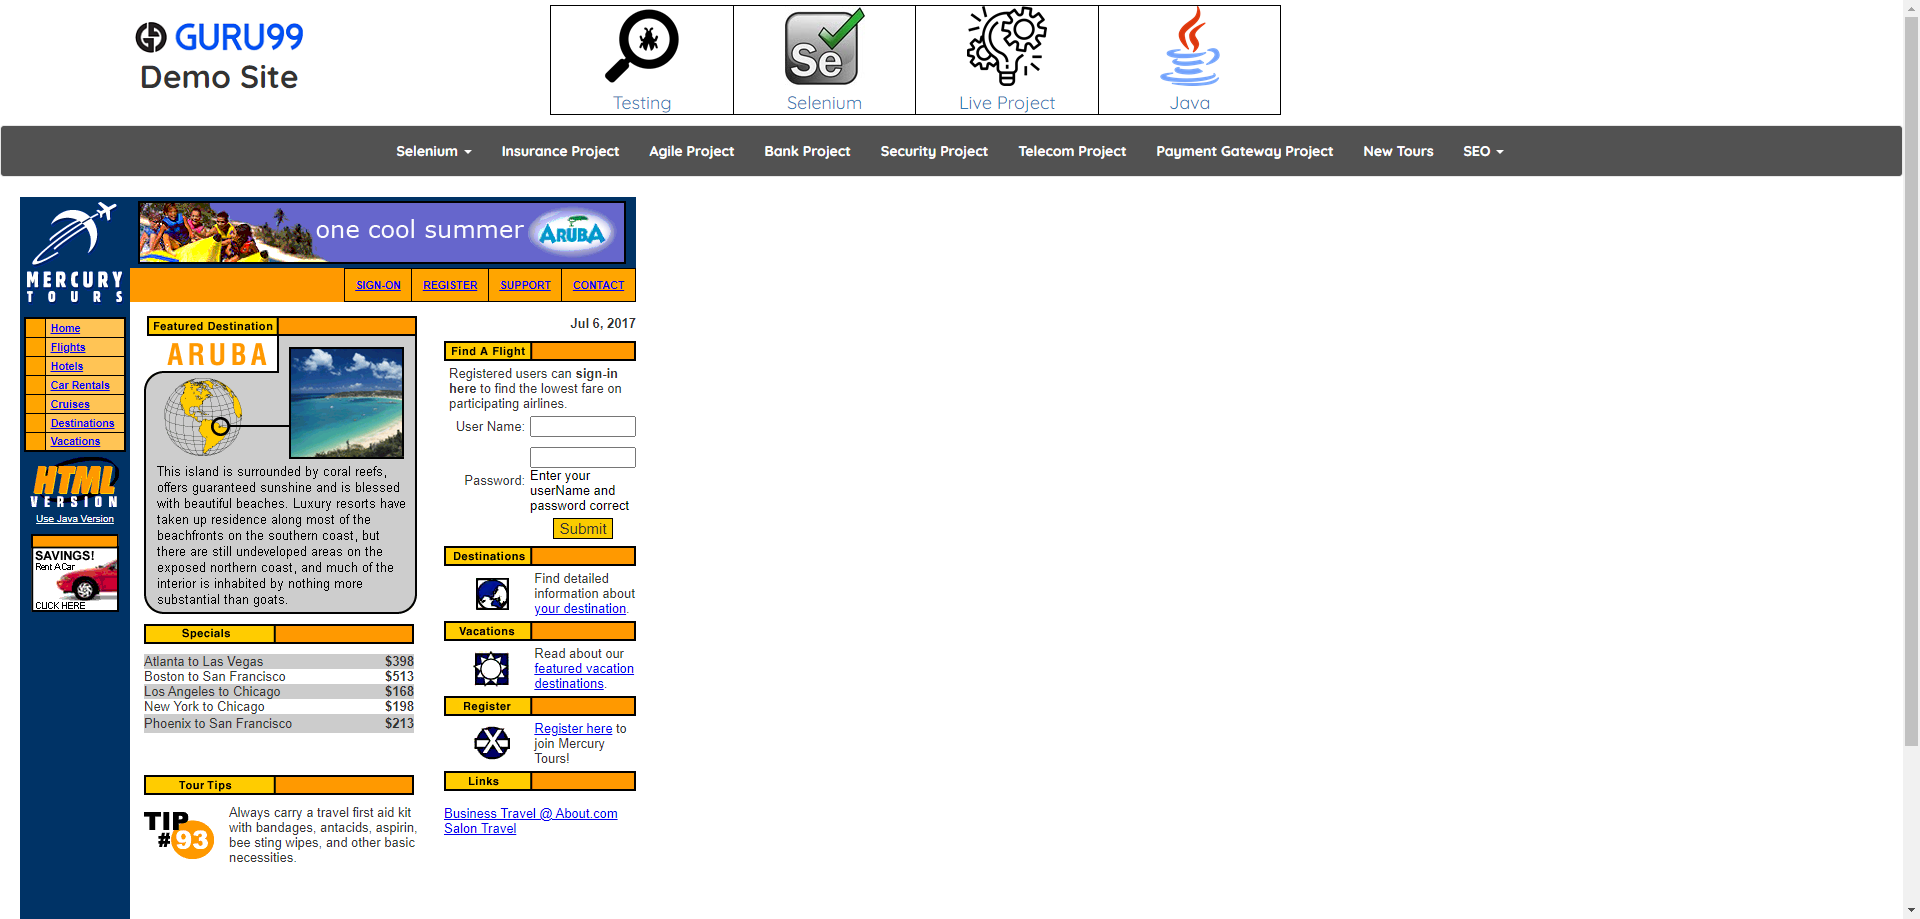 GURU99
Demo Site
Testing
Selenium
Live Project
Java
Selenium
Insurance Project
Agile Project
Bank Project
Security Project
Telecom Project
Payment Gateway Project
New Tours
SEO
MERCURY
TOURS
one cool summer
ARUBA
SIGN-ON
REGISTER
SUPPORT
CONTACT
Home
Flights
Hotels
Car Rentals
Cruises
Destinations
Vacations
HTML
VERSION
Use Java Version
SAVINGS!
Rent A Car
CLICK HERE
Featured Destination
ARUBA
This island is surrounded by coral reefs,
offers guaranteed sunshine and is blessed
with beautiful beaches. Luxury resorts have
taken up residence along most of the
beachfronts on the southern coast, but
there are still undeveloped areas on the
exposed northern coast, and much of the
interior is inhabited by nothing more
substantial than goats.
Specials
Atlanta to Las Vegas $398
Boston to San Francisco $513
Los Angeles to Chicago $168
New York to Chicago $198
Phoenix to San Francisco $213
Tour Tips
TIP
#93
Always carry a travel first aid kit
with bandages, antacids, aspirin,
bee sting wipes, and other basic
necessities.
Jul 6, 2017
Find A Flight
Registered users can sign-in
here to find the lowest fare on
participating airlines.
User Name:
Password:
Enter your
userName and
password correct
Submit
Destinations
Find detailed
information about
your destination.
Vacations
Read about our
featured vacation
destinations.
Register
Register here to
join Mercury
Tours!
Links
Business Travel @ About.com
Salon Travel